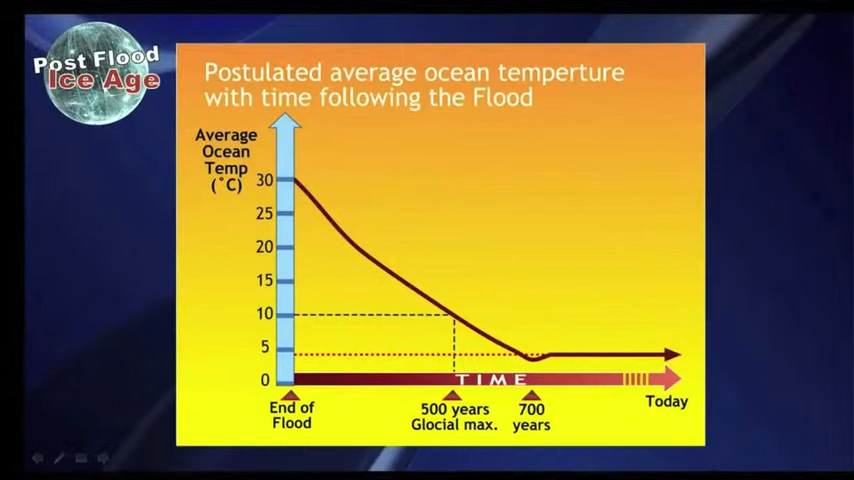 Post Flood
Ice Age
Postulated average ocean temperture
with time following the Flood
Average
Ocean
Temp
(°C)
30
25
20
15
10
5
0
TIME
End of
Flood
500 years
Glocial max.
700
years
Today